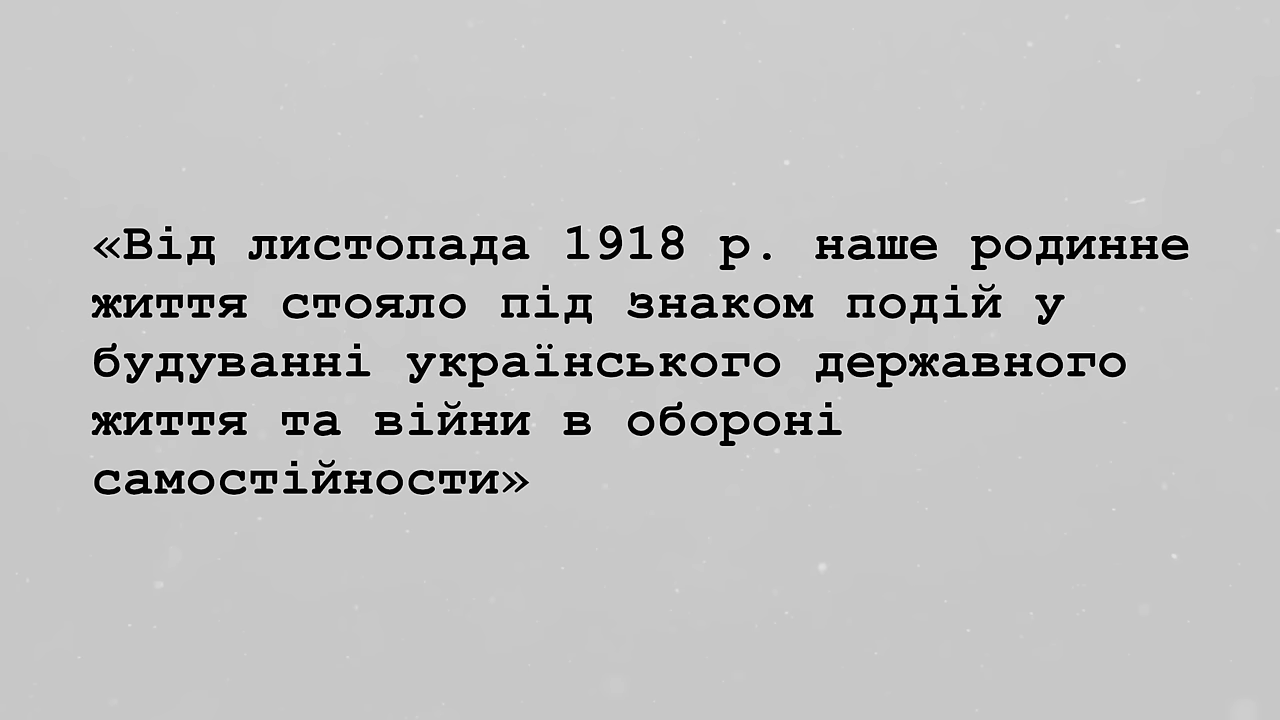 «Від листопада 1918 р. наше родинне
життя стояло під знаком подій у
будуванні українського державного
життя та війни в обороні
самостійности»